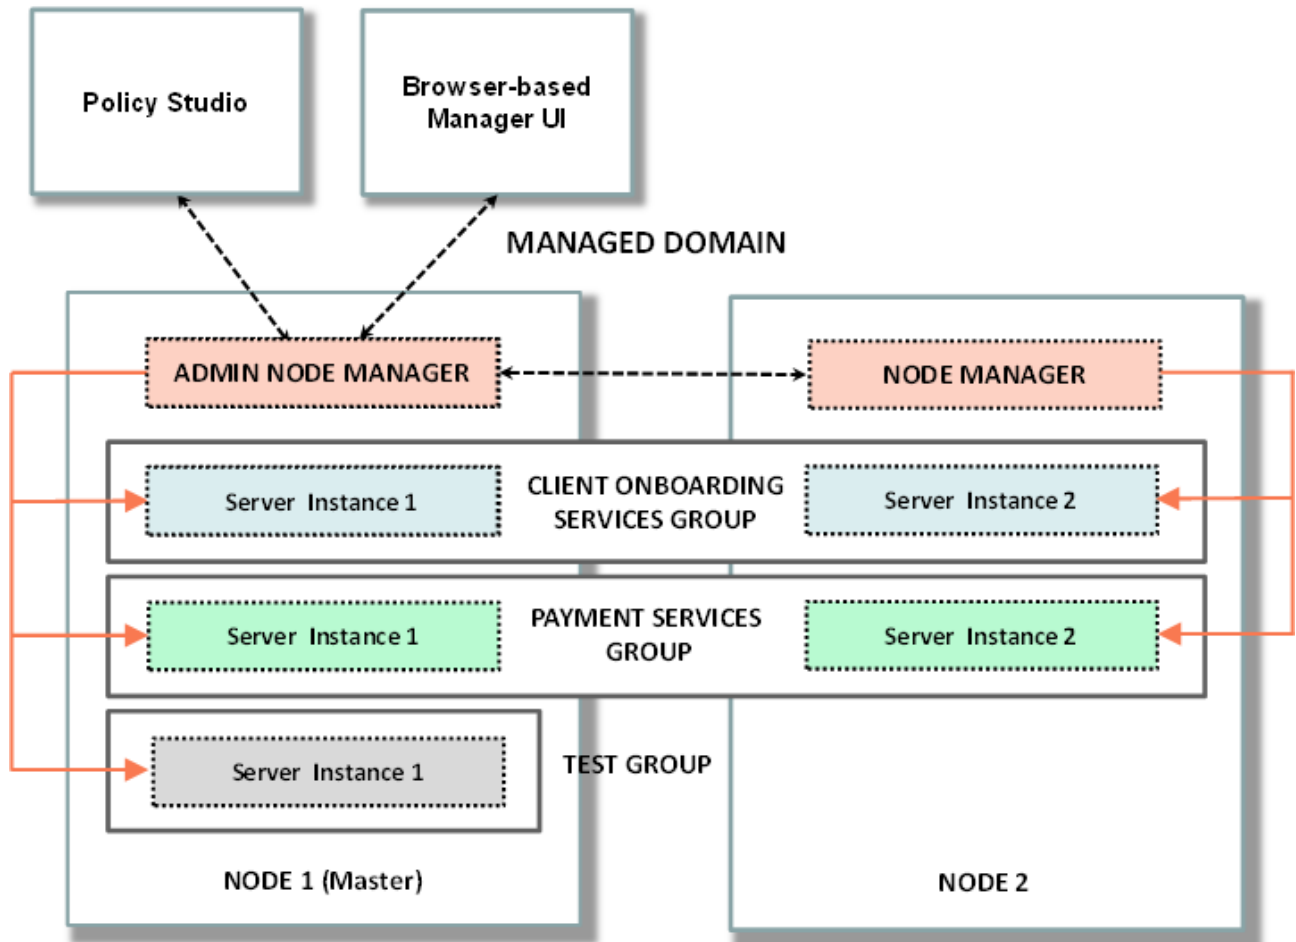 Policy Studio
Browser-based
Manager UI
MANAGED DOMAIN
ADMIN NODE MANAGER
NODE MANAGER
Server Instance 1
CLIENT ONBOARDING
SERVICES GROUP
Server Instance 2
Server Instance 1
PAYMENT SERVICES
GROUP
Server Instance 2
Server Instance 1
TEST GROUP
NODE 1 (Master)
NODE 2